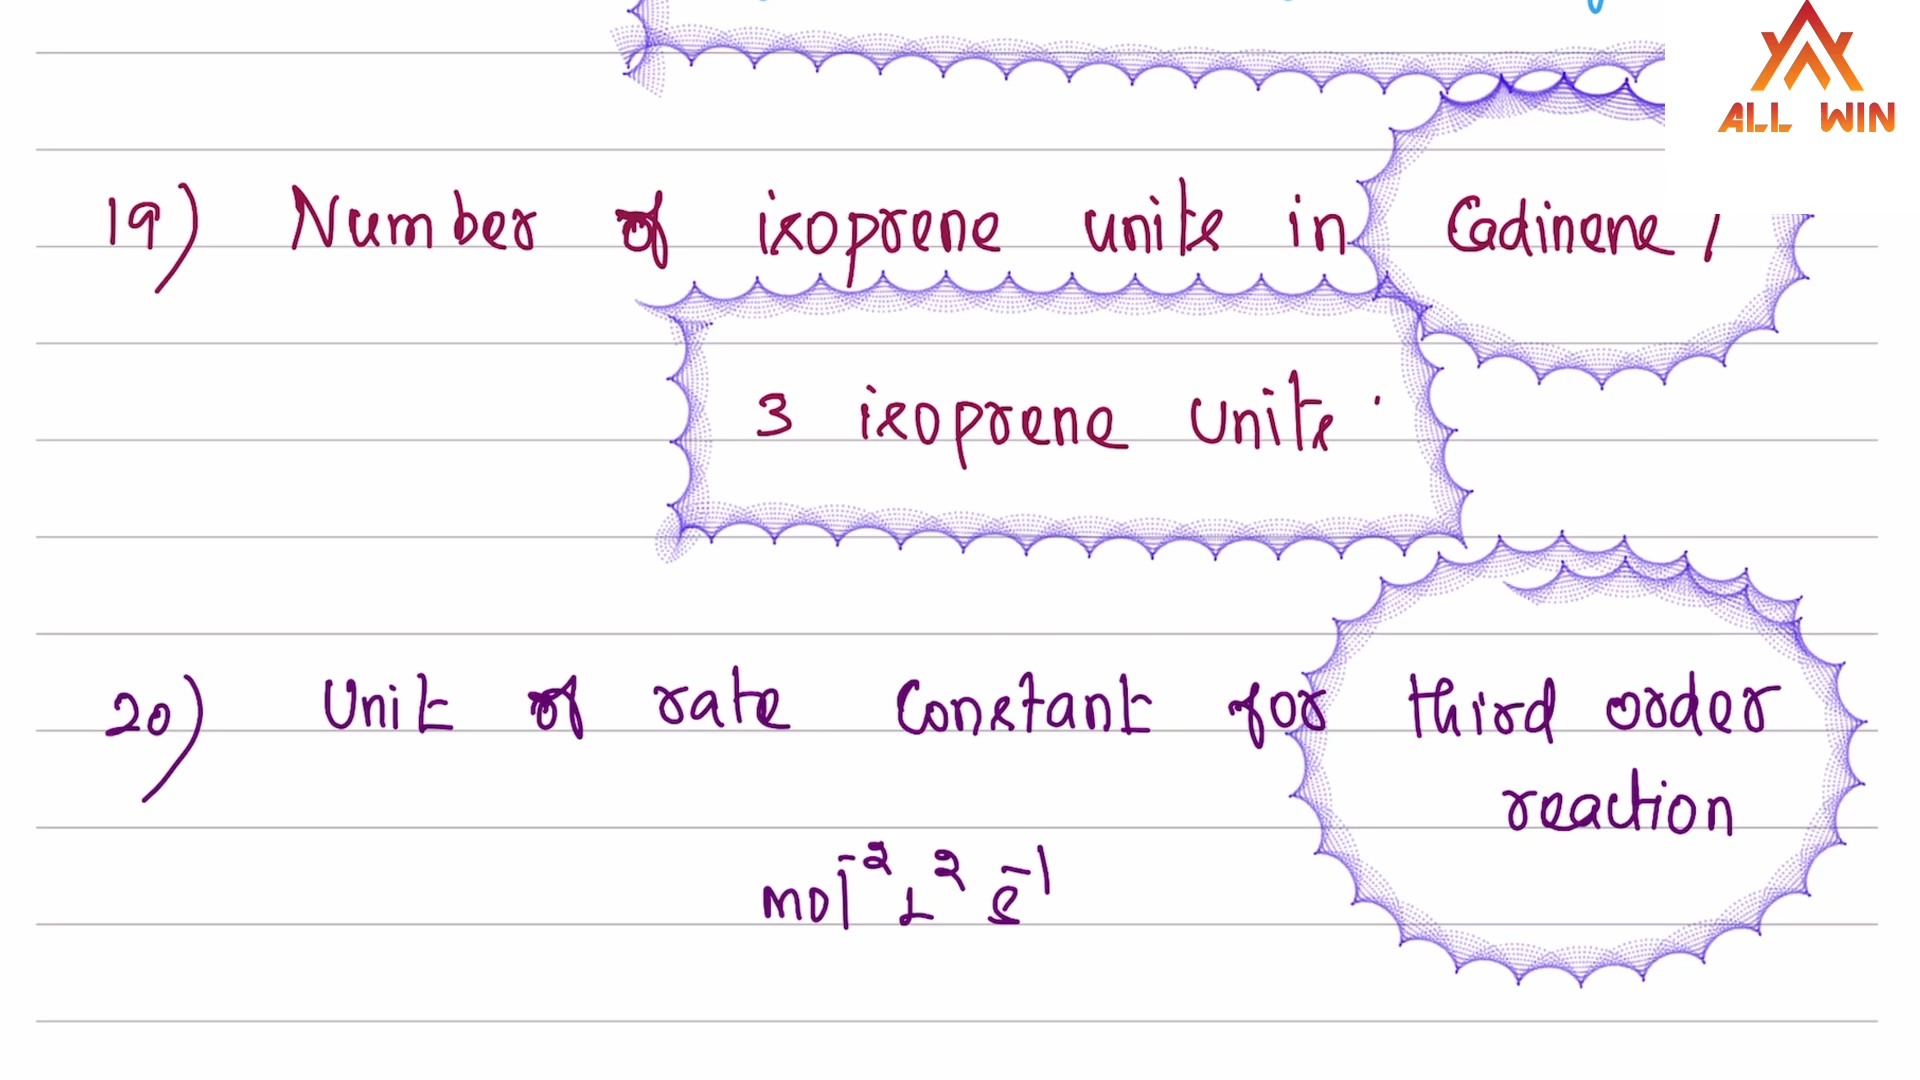 ALL WIN
19) Number of isoprene units in Cadinene,
3 isoprene units.
20) Unit of rate constant for third order
reaction
mol⁻² L² s⁻¹